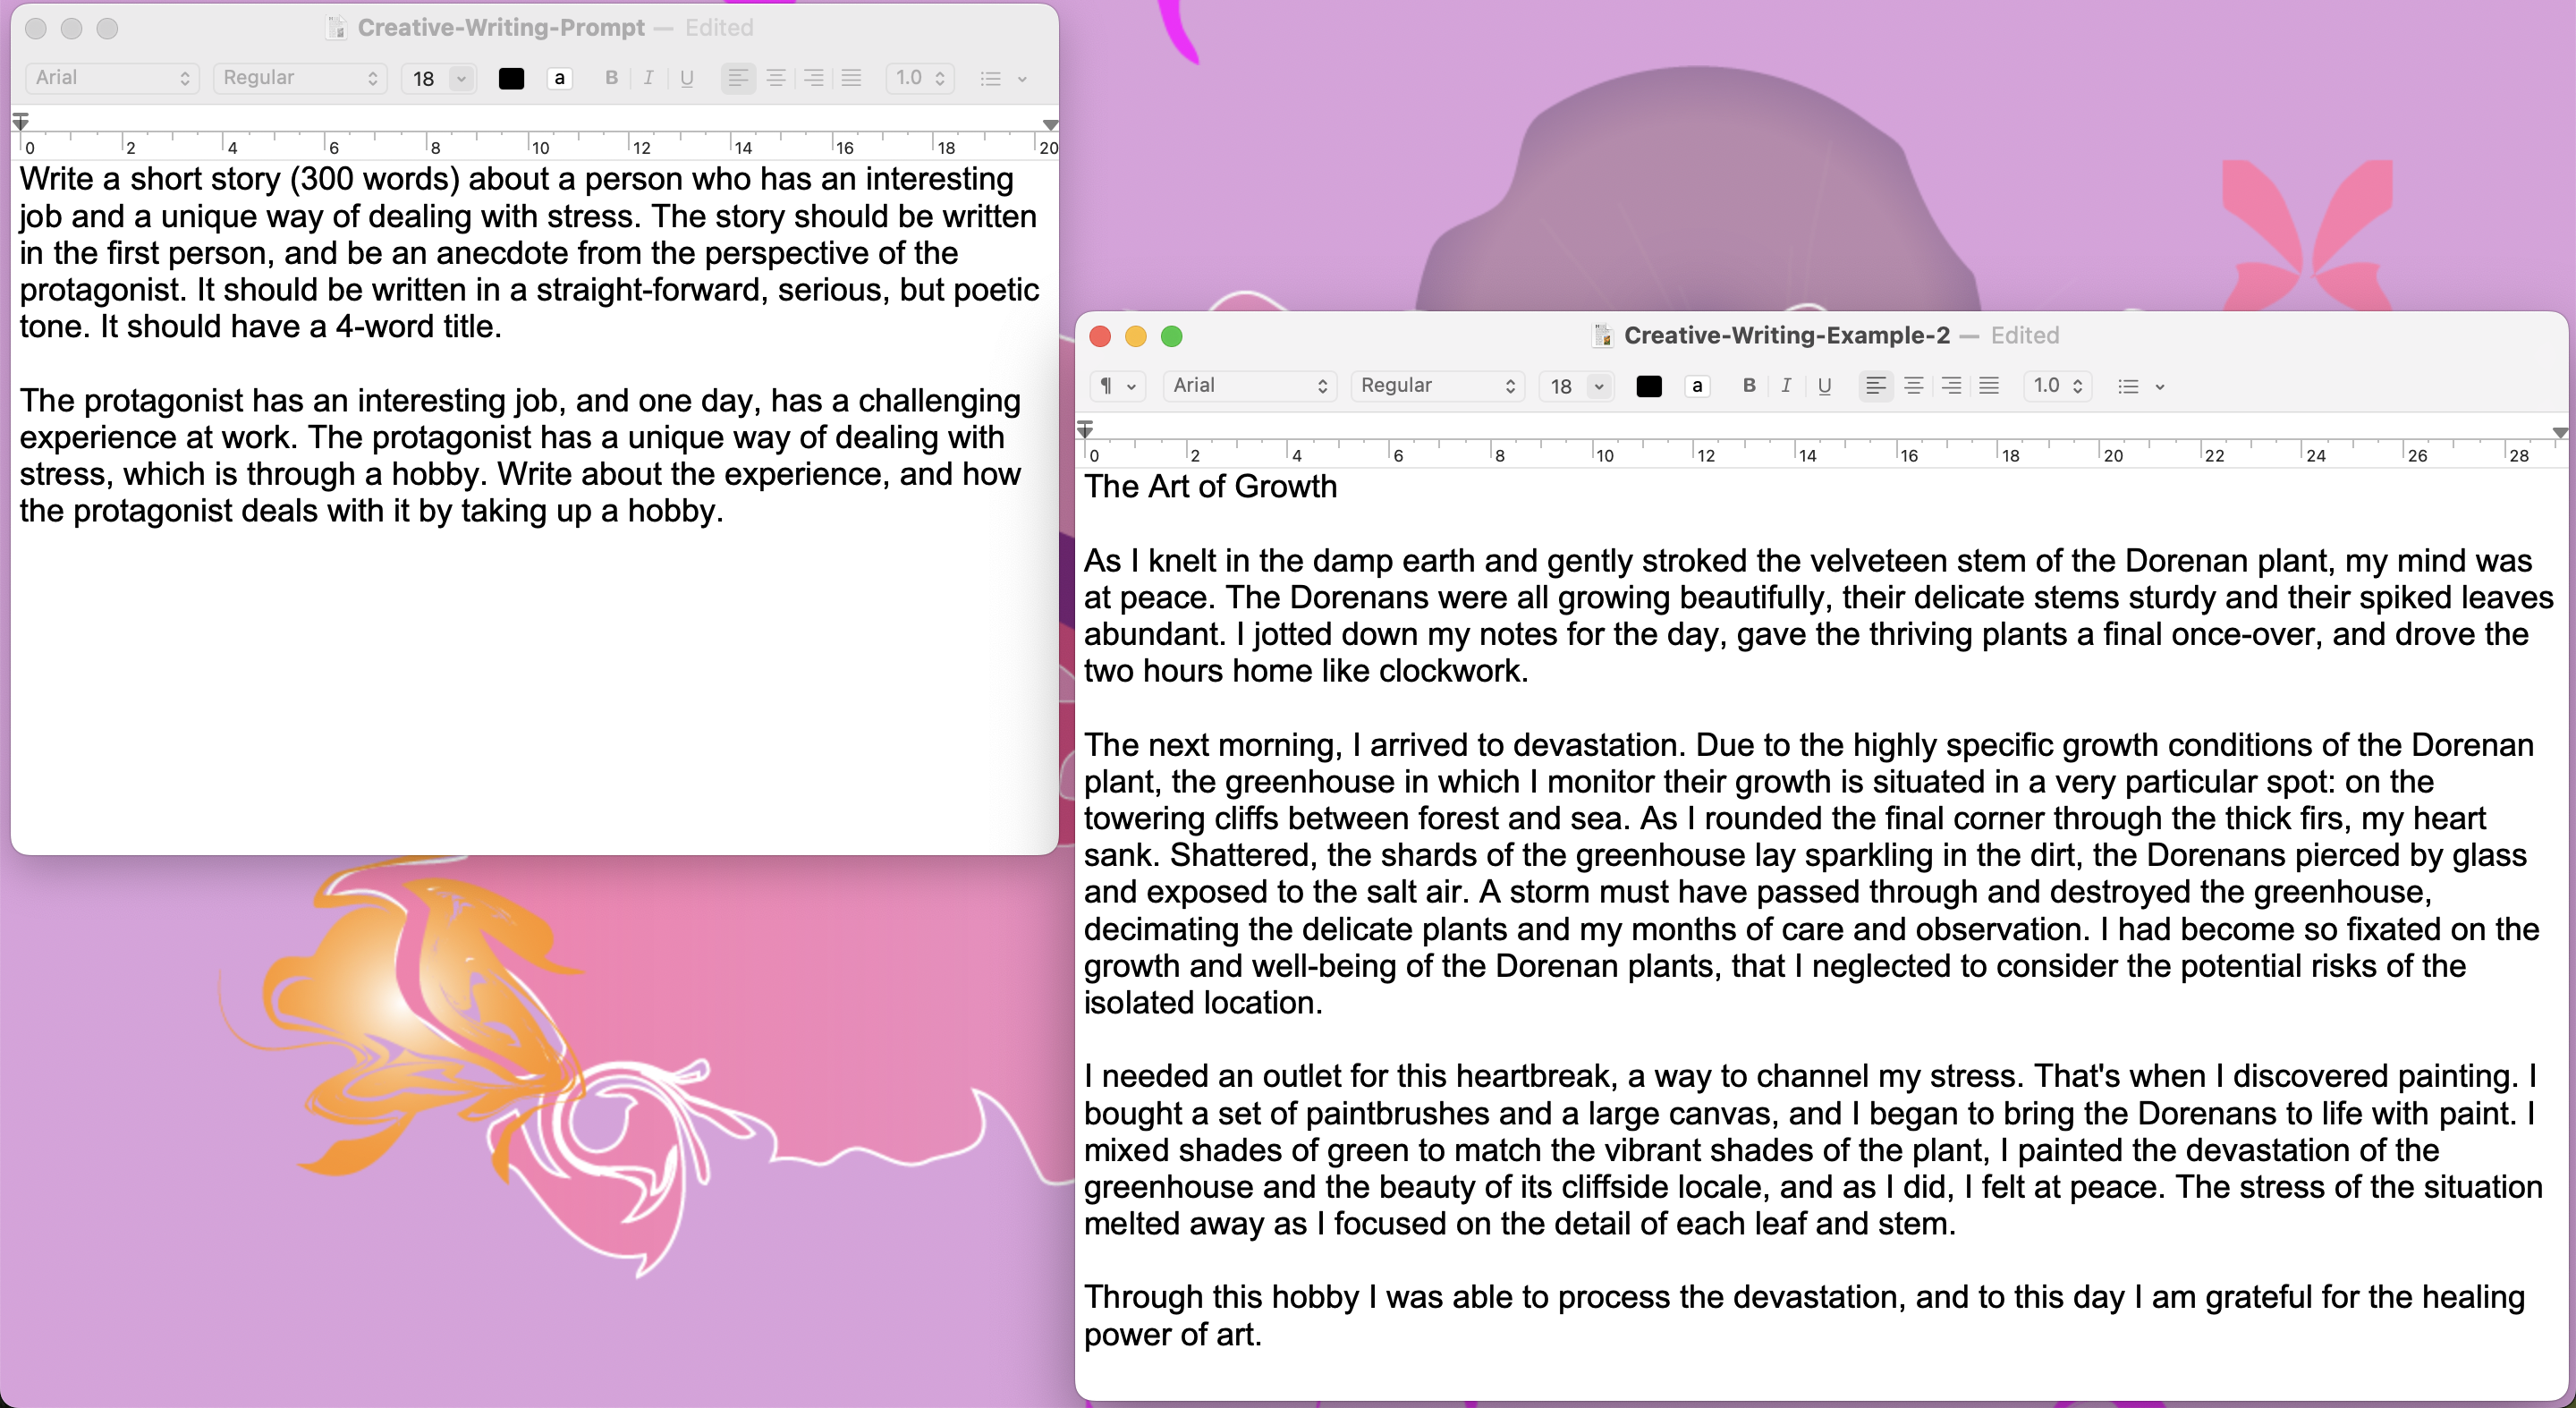 Creative-Writing-Prompt — Edited
Arial Regular 18 a B I U 1.0
0 2 4 6 8 10 12 14 16 18 20
Write a short story (300 words) about a person who has an interesting
job and a unique way of dealing with stress. The story should be written
in the first person, and be an anecdote from the perspective of the
protagonist. It should be written in a straight-forward, serious, but poetic
tone. It should have a 4-word title.
The protagonist has an interesting job, and one day, has a challenging
experience at work. The protagonist has a unique way of dealing with
stress, which is through a hobby. Write about the experience, and how
the protagonist deals with it by taking up a hobby.
Creative-Writing-Example-2 — Edited
¶ Arial Regular 18 a B I U 1.0
0 2 4 6 8 10 12 14 16 18 20 22 24 26 28
The Art of Growth
As I knelt in the damp earth and gently stroked the velveteen stem of the Dorenan plant, my mind was
at peace. The Dorenans were all growing beautifully, their delicate stems sturdy and their spiked leaves
abundant. I jotted down my notes for the day, gave the thriving plants a final once-over, and drove the
two hours home like clockwork.
The next morning, I arrived to devastation. Due to the highly specific growth conditions of the Dorenan
plant, the greenhouse in which I monitor their growth is situated in a very particular spot: on the
towering cliffs between forest and sea. As I rounded the final corner through the thick firs, my heart
sank. Shattered, the shards of the greenhouse lay sparkling in the dirt, the Dorenans pierced by glass
and exposed to the salt air. A storm must have passed through and destroyed the greenhouse,
decimating the delicate plants and my months of care and observation. I had become so fixated on the
growth and well-being of the Dorenan plants, that I neglected to consider the potential risks of the
isolated location.
I needed an outlet for this heartbreak, a way to channel my stress. That's when I discovered painting. I
bought a set of paintbrushes and a large canvas, and I began to bring the Dorenans to life with paint. I
mixed shades of green to match the vibrant shades of the plant, I painted the devastation of the
greenhouse and the beauty of its cliffside locale, and as I did, I felt at peace. The stress of the situation
melted away as I focused on the detail of each leaf and stem.
Through this hobby I was able to process the devastation, and to this day I am grateful for the healing
power of art.